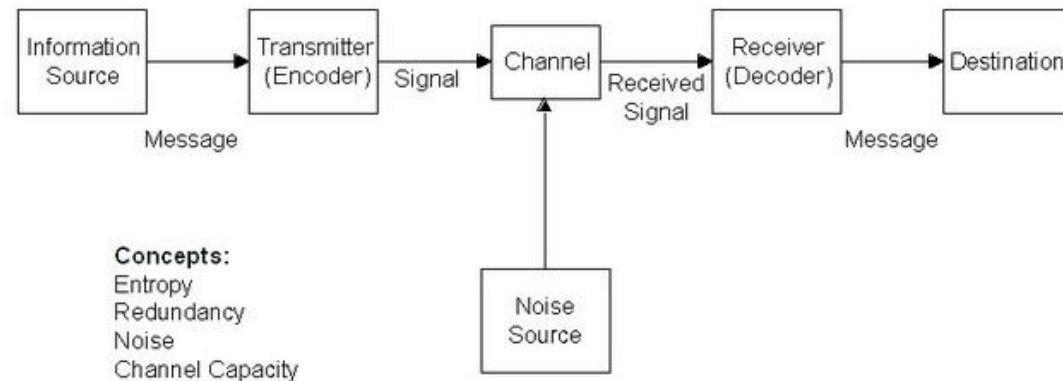 Information
Source
Transmitter
(Encoder)
Channel
Receiver
(Decoder)
Destination
Signal
Received
Signal
Message
Message
Concepts:
Entropy
Redundancy
Noise
Channel Capacity
Noise
Source